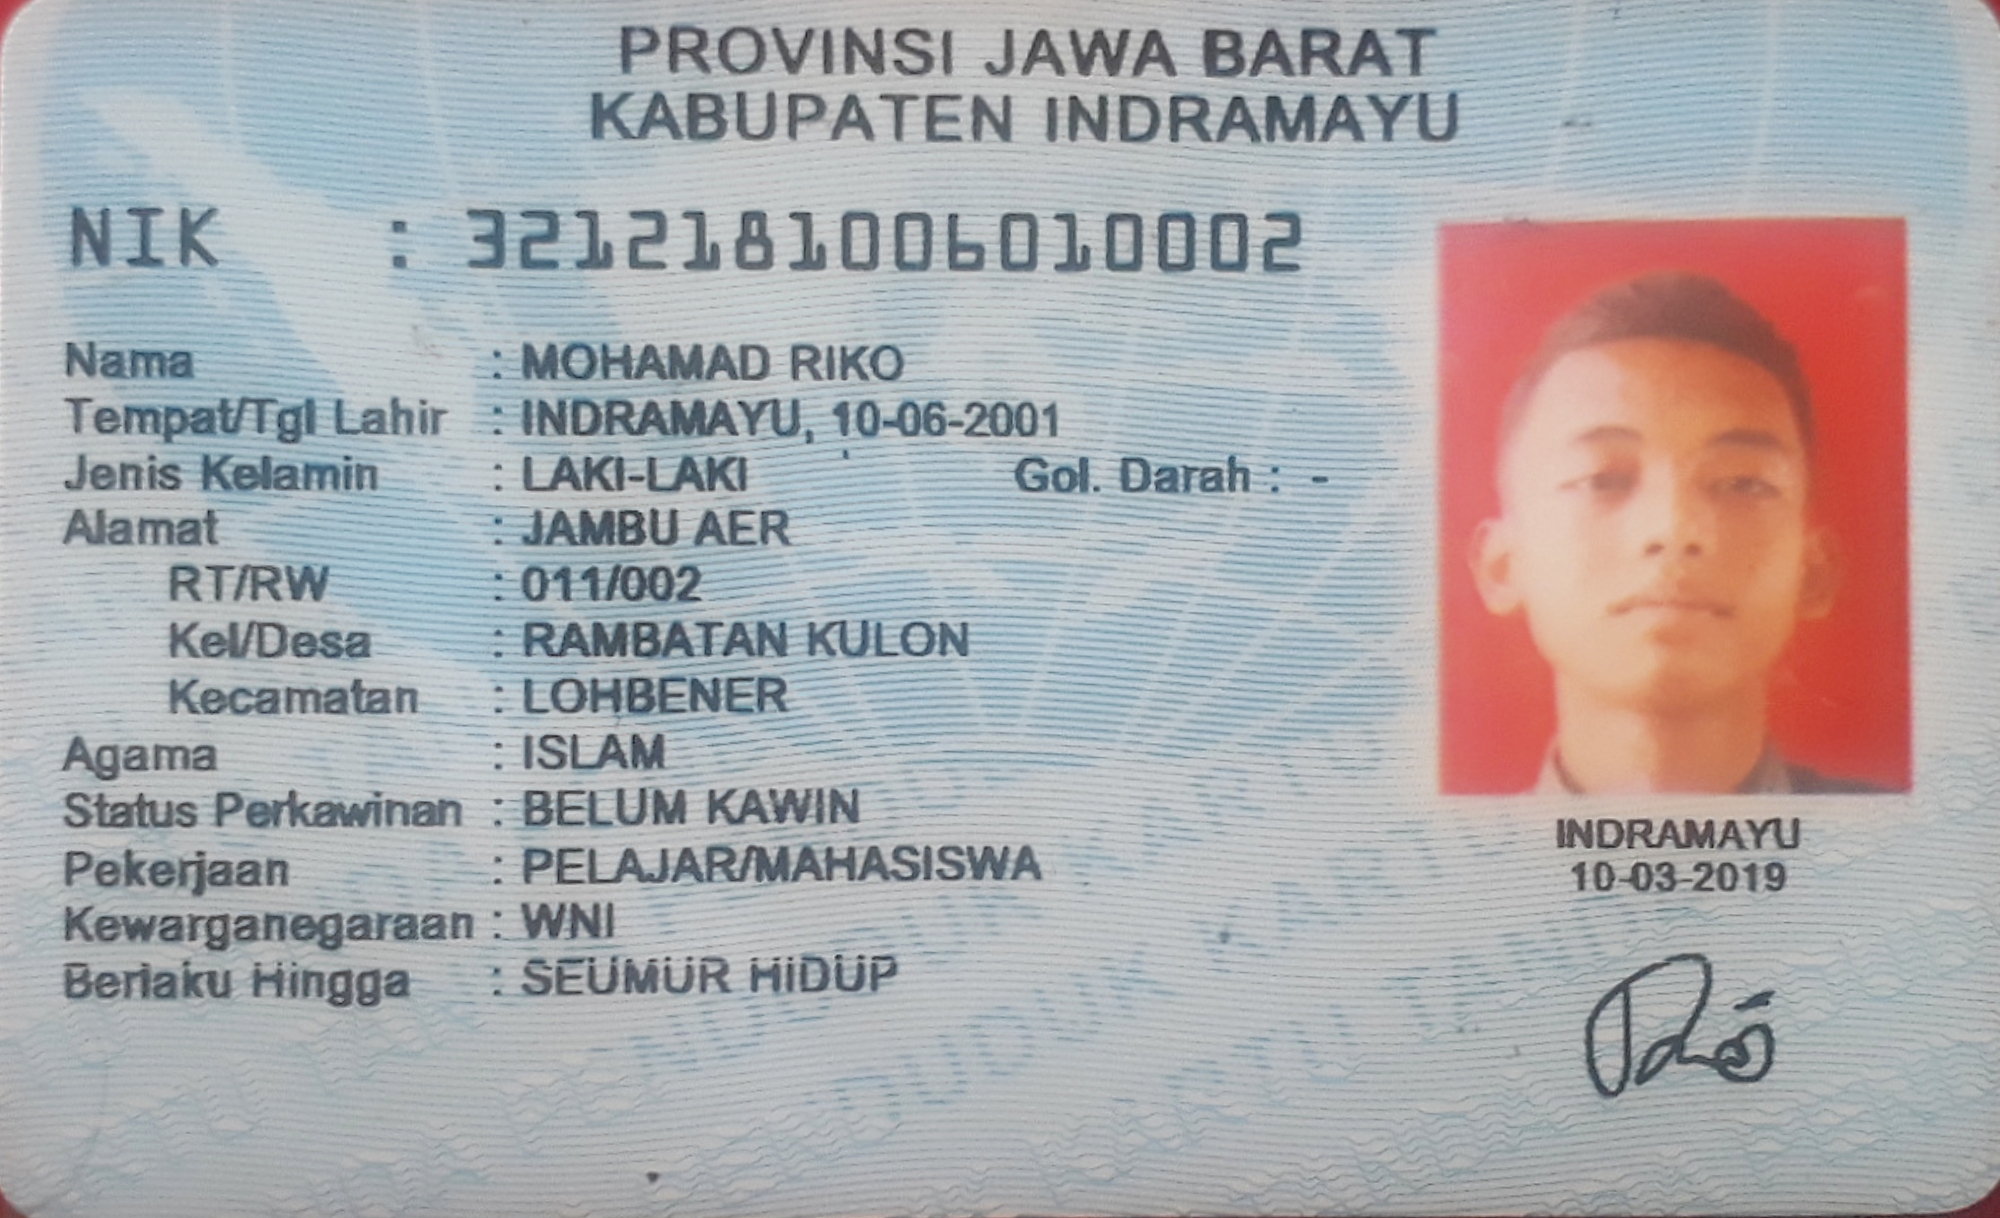 PROVINSI JAWA BARAT
KABUPATEN INDRAMAYU
NIK : 3212181006010002
Nama : MOHAMAD RIKO
Tempat/Tgl Lahir : INDRAMAYU, 10-06-2001
Jenis Kelamin : LAKI-LAKI Gol. Darah : -
Alamat : JAMBU AER
RT/RW : 011/002
Kel/Desa : RAMBATAN KULON
Kecamatan : LOHBENER
Agama : ISLAM
Status Perkawinan : BELUM KAWIN
Pekerjaan : PELAJAR/MAHASISWA
Kewarganegaraan : WNI
Berlaku Hingga : SEUMUR HIDUP
INDRAMAYU
10-03-2019